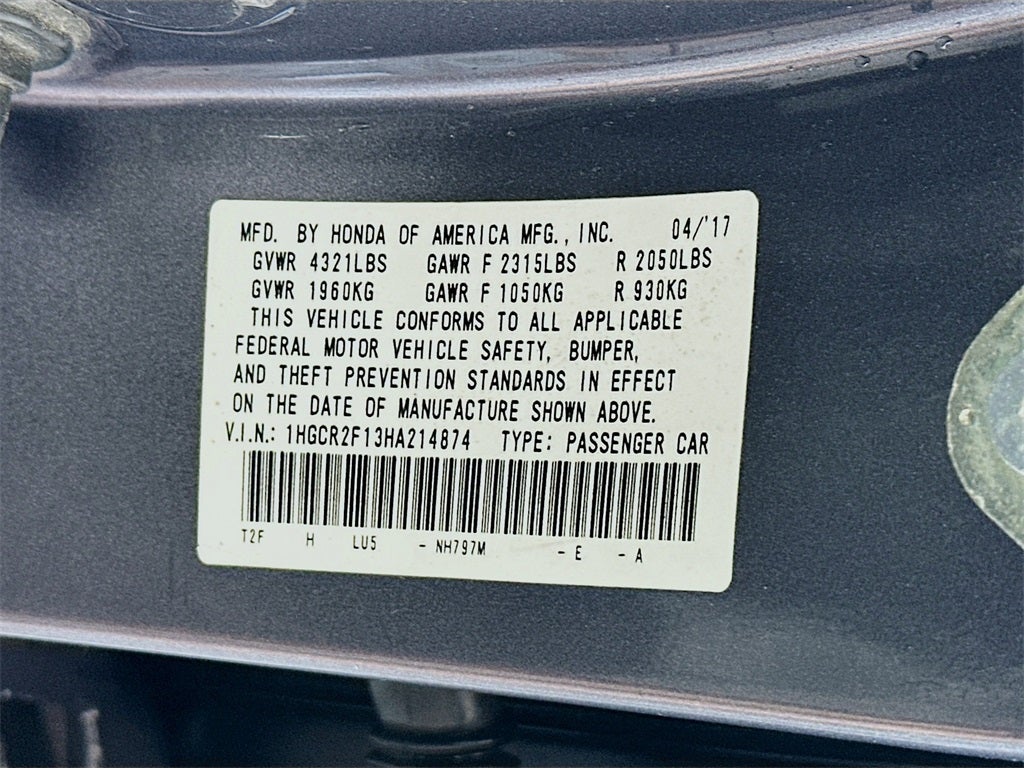 MFD. BY HONDA OF AMERICA MFG., INC. 04/'17
GVWR 4321LBS GAWR F 2315LBS R 2050LBS
GVWR 1960KG GAWR F 1050KG R 930KG
THIS VEHICLE CONFORMS TO ALL APPLICABLE
FEDERAL MOTOR VEHICLE SAFETY, BUMPER,
AND THEFT PREVENTION STANDARDS IN EFFECT
ON THE DATE OF MANUFACTURE SHOWN ABOVE.
V.I.N.: 1HGCR2F13HA214874 TYPE: PASSENGER CAR
T2F H LU5 - NH797M - E - A